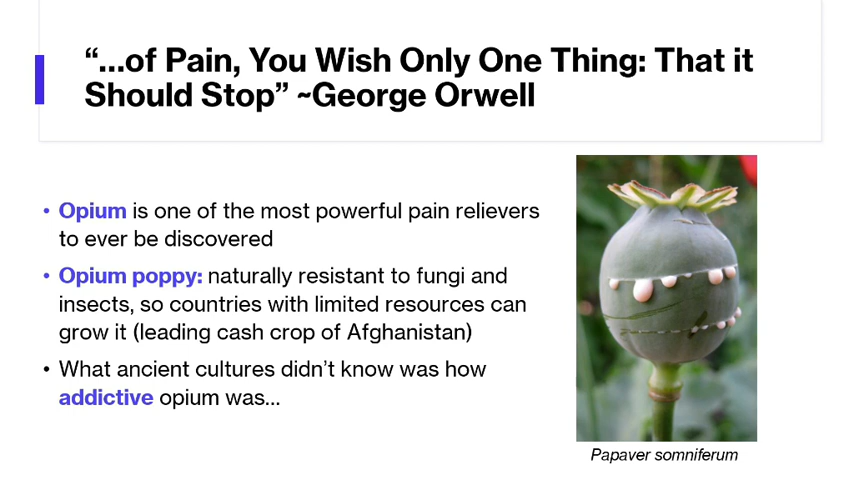 “...of Pain, You Wish Only One Thing: That it
Should Stop” ~George Orwell
• Opium is one of the most powerful pain relievers
to ever be discovered
• Opium poppy: naturally resistant to fungi and
insects, so countries with limited resources can
grow it (leading cash crop of Afghanistan)
• What ancient cultures didn’t know was how
addictive opium was...
Papaver somniferum